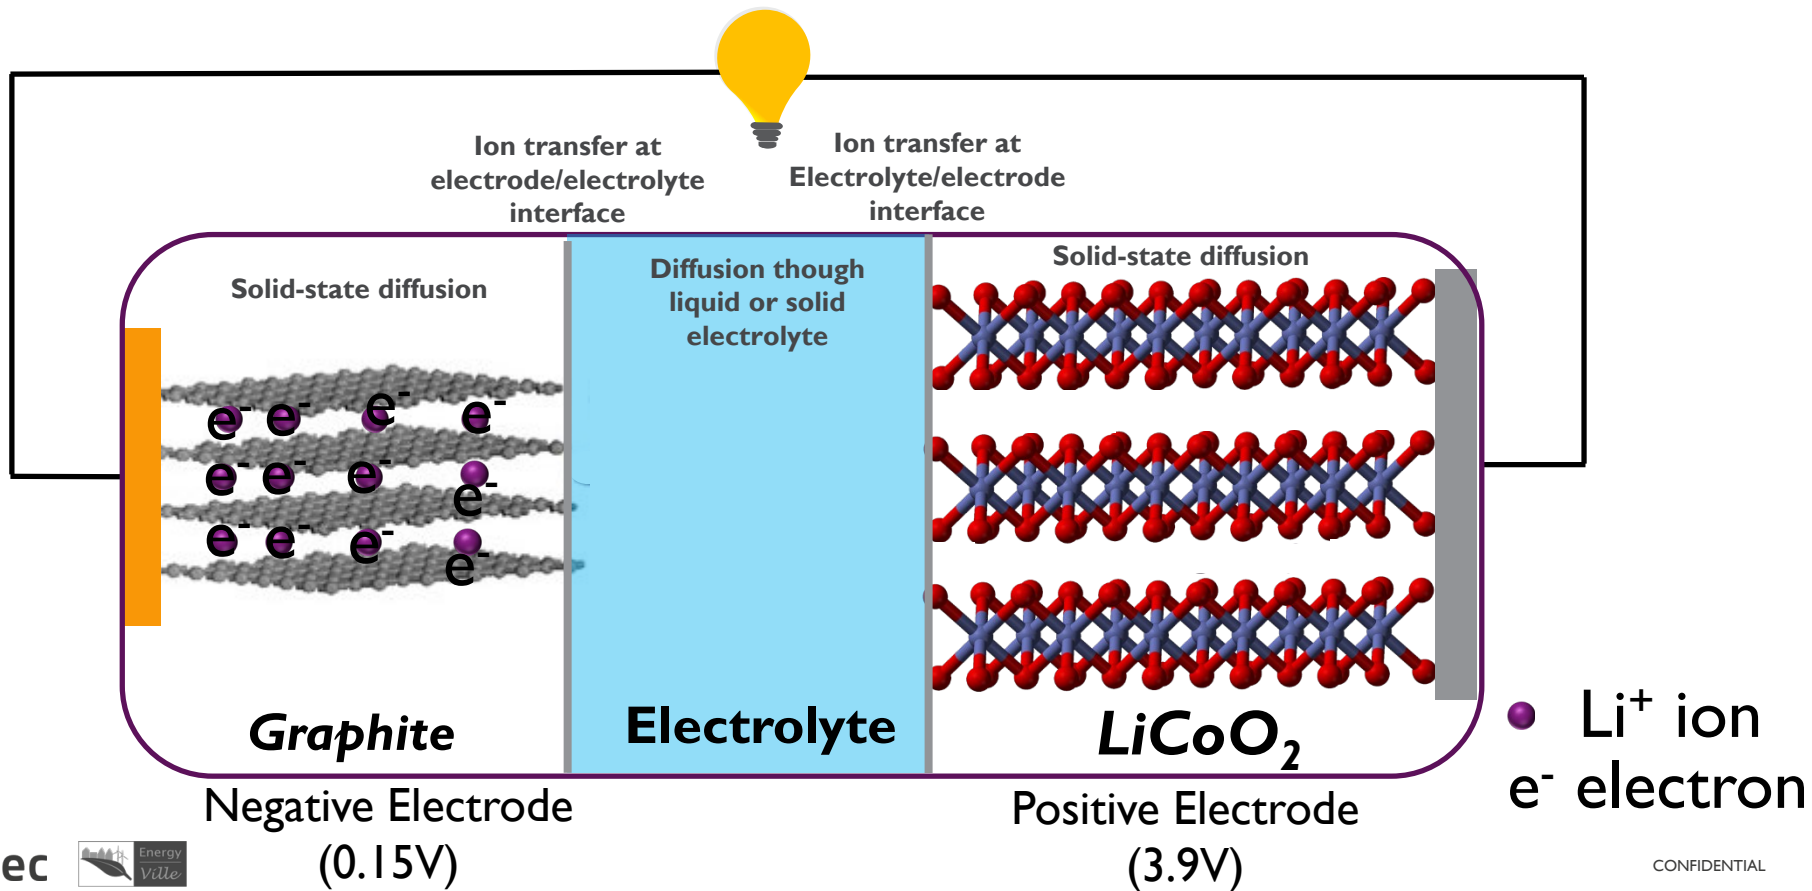 Ion transfer at
electrode/electrolyte
interface
Ion transfer at
Electrolyte/electrode
interface
Solid-state diffusion
Diffusion though
liquid or solid
electrolyte
Solid-state diffusion
e⁻ e⁻ e⁻ e⁻
e⁻ e⁻ e⁻ e⁻
e⁻ e⁻ e⁻ e⁻
Graphite
Electrolyte
LiCoO₂
Li⁺ ion
e⁻ electron
Negative Electrode
(0.15V)
Positive Electrode
(3.9V)
ec
Energy
Ville
CONFIDENTIAL